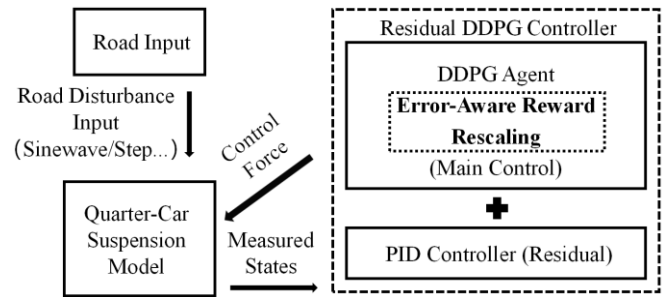 Road Input
Road Disturbance
Input
(Sinewave/Step...)
Quarter-Car
Suspension
Model
Control
Force
Measured
States
Residual DDPG Controller
DDPG Agent
Error-Aware Reward
Rescaling
(Main Control)
PID Controller (Residual)